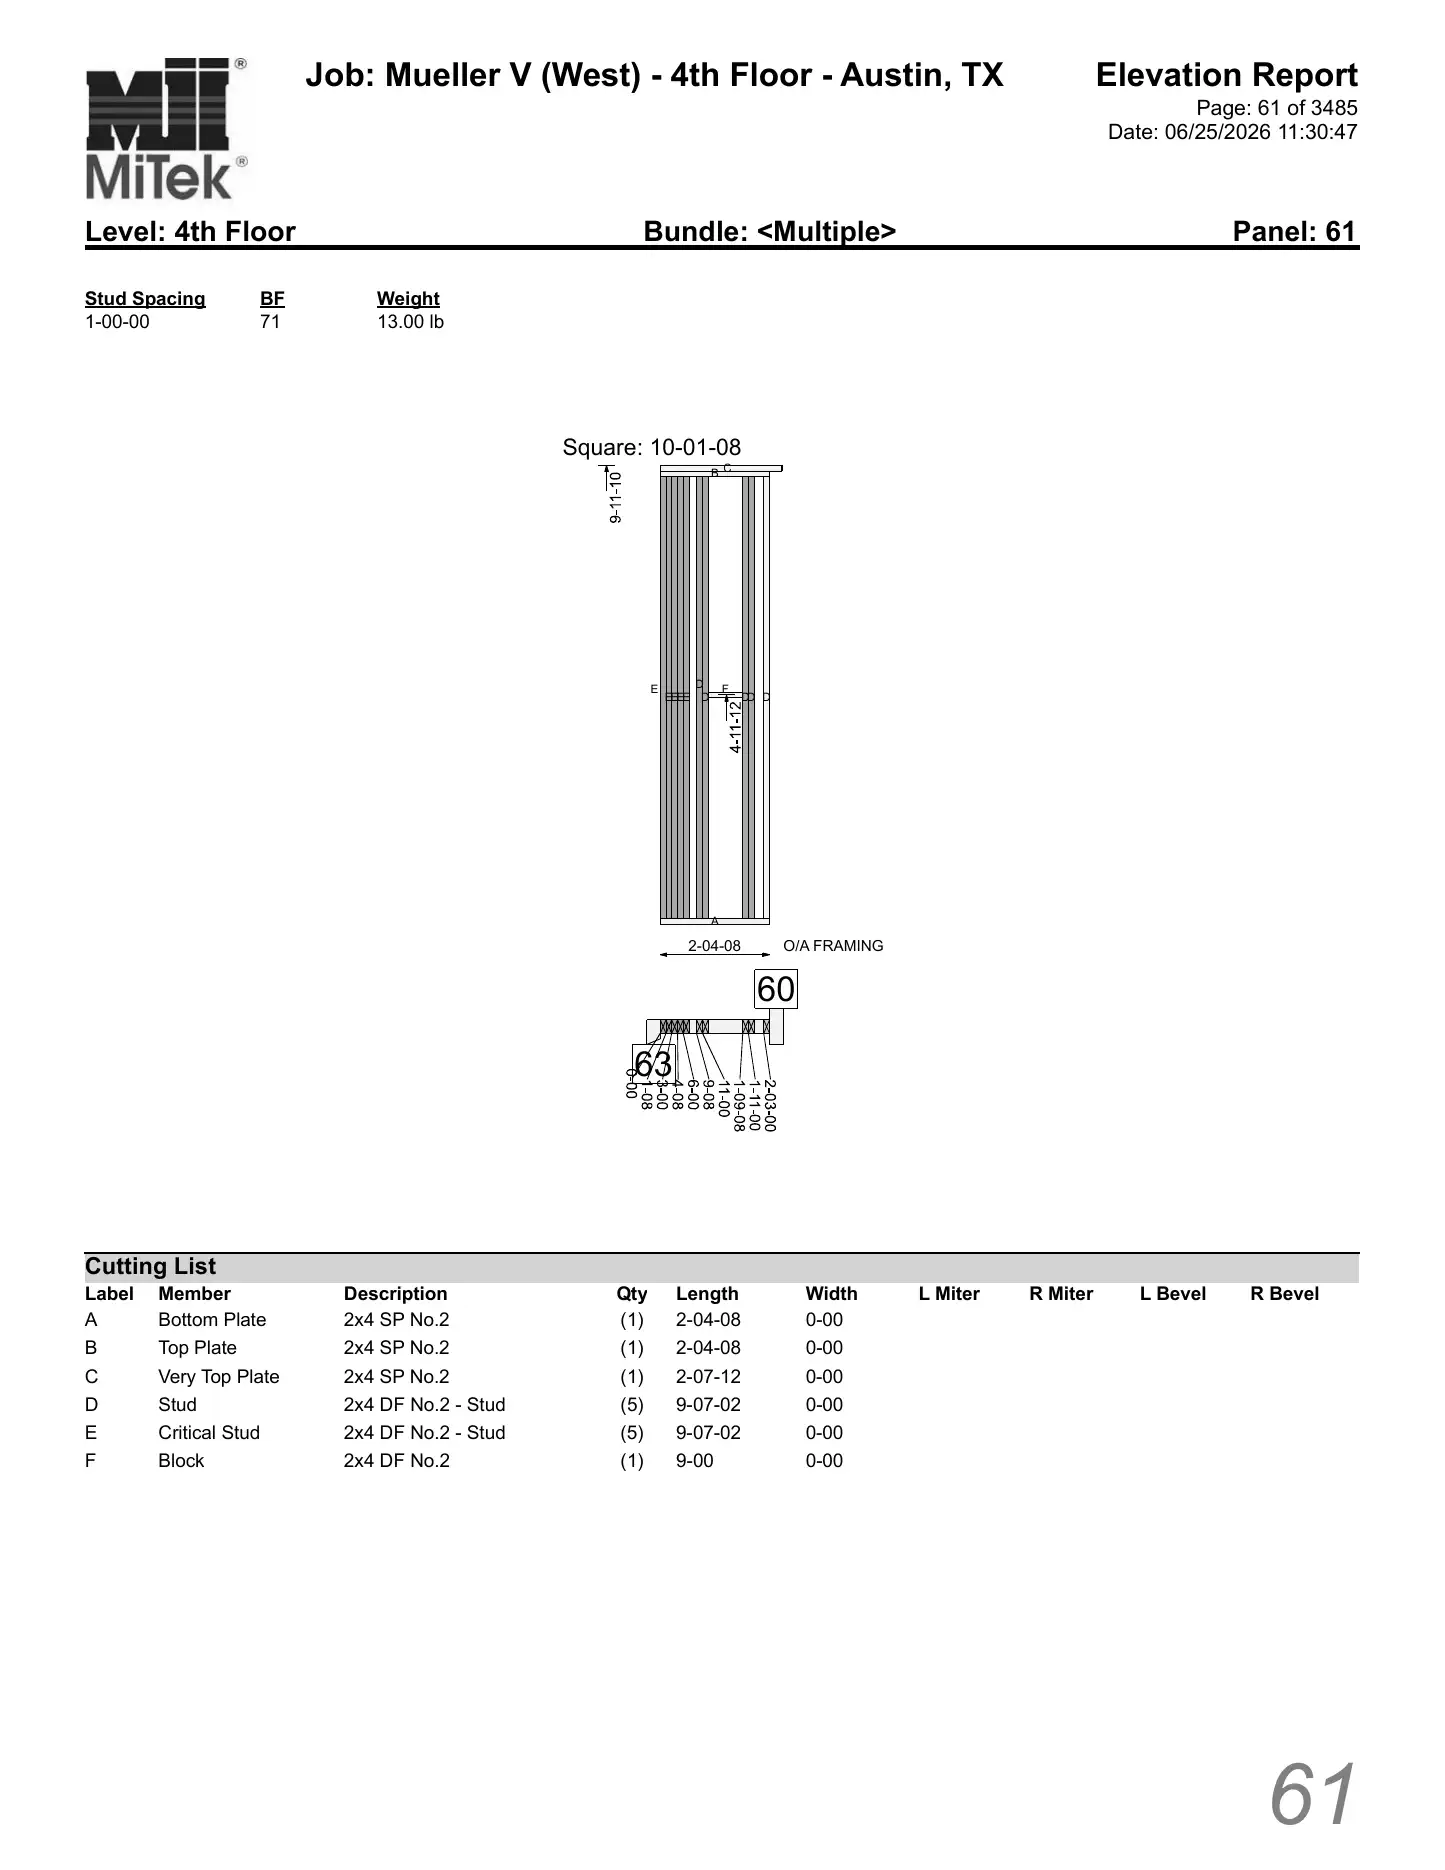 MiTek
Job: Mueller V (West) - 4th Floor - Austin, TX
Elevation Report
Page: 61 of 3485
Date: 06/25/2026 11:30:47
Level: 4th Floor Bundle: <Multiple> Panel: 61
Stud Spacing BF Weight
1-00-00 71 13.00 lb
Square: 10-01-08
C
B
9-11-10
E F
D
4-11-12
A
2-04-08 O/A FRAMING
60
63
0-00
1-08
3-00
4-08
6-00
9-08
11-00
1-09-08
1-11-00
2-03-00
Cutting List
Label Member Description Qty Length Width L Miter R Miter L Bevel R Bevel
A Bottom Plate 2x4 SP No.2 (1) 2-04-08 0-00
B Top Plate 2x4 SP No.2 (1) 2-04-08 0-00
C Very Top Plate 2x4 SP No.2 (1) 2-07-12 0-00
D Stud 2x4 DF No.2 - Stud (5) 9-07-02 0-00
E Critical Stud 2x4 DF No.2 - Stud (5) 9-07-02 0-00
F Block 2x4 DF No.2 (1) 9-00 0-00
61